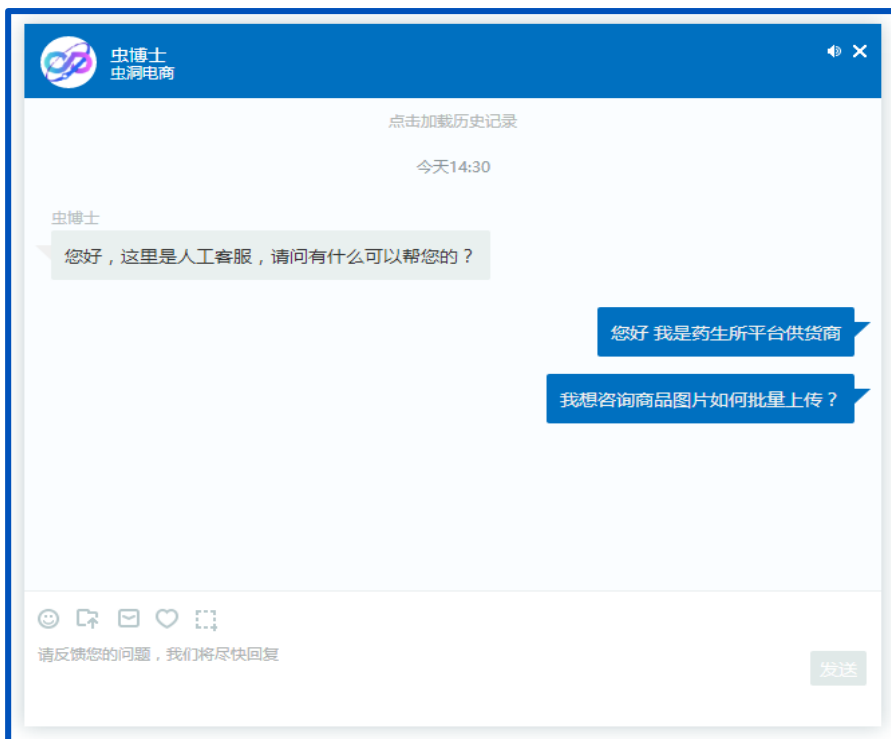 虫博士
虫洞电商
点击加载历史记录
今天14:30
虫博士
您好，这里是人工客服，请问有什么可以帮您的？
您好 我是药生所平台供货商
我想咨询商品图片如何批量上传？
请反馈您的问题，我们将尽快回复
发送